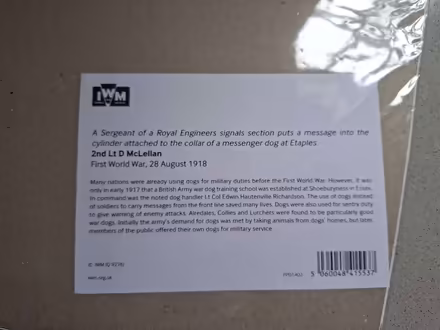 IWM
A Sergeant of a Royal Engineers signals section puts a message into the
cylinder attached to the collar of a messenger dog at Etaples
2nd Lt D McLellan
First World War, 28 August 1918
Many nations were already using dogs for military duties before the First World War. However, it was
only in early 1917 that a British Army war dog training school was established at Shoeburyness in Essex.
In command was the noted dog handler Lt Col Edwin Hautenville Richardson. The use of dogs instead
of soldiers to carry messages from the front line saved many lives. Dogs were also used for sentry duty
to give warning of enemy attacks. Airedales, Collies and Lurchers were found to be particularly good
war dogs. Initially the army's demand for dogs was met by taking animals from dogs' homes, but later
members of the public offered their own dogs for military service.
© IWM (Q 9276)
iwm.org.uk
5 060048 415537